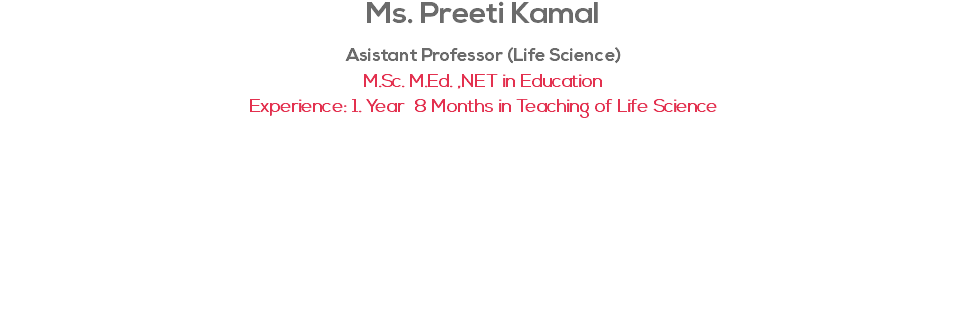 Ms. Preeti Kamal
Asistant Professor (Life Science)
M.Sc. M.Ed. ,NET in Education
Experience: 1. Year  8 Months in Teaching of Life Science